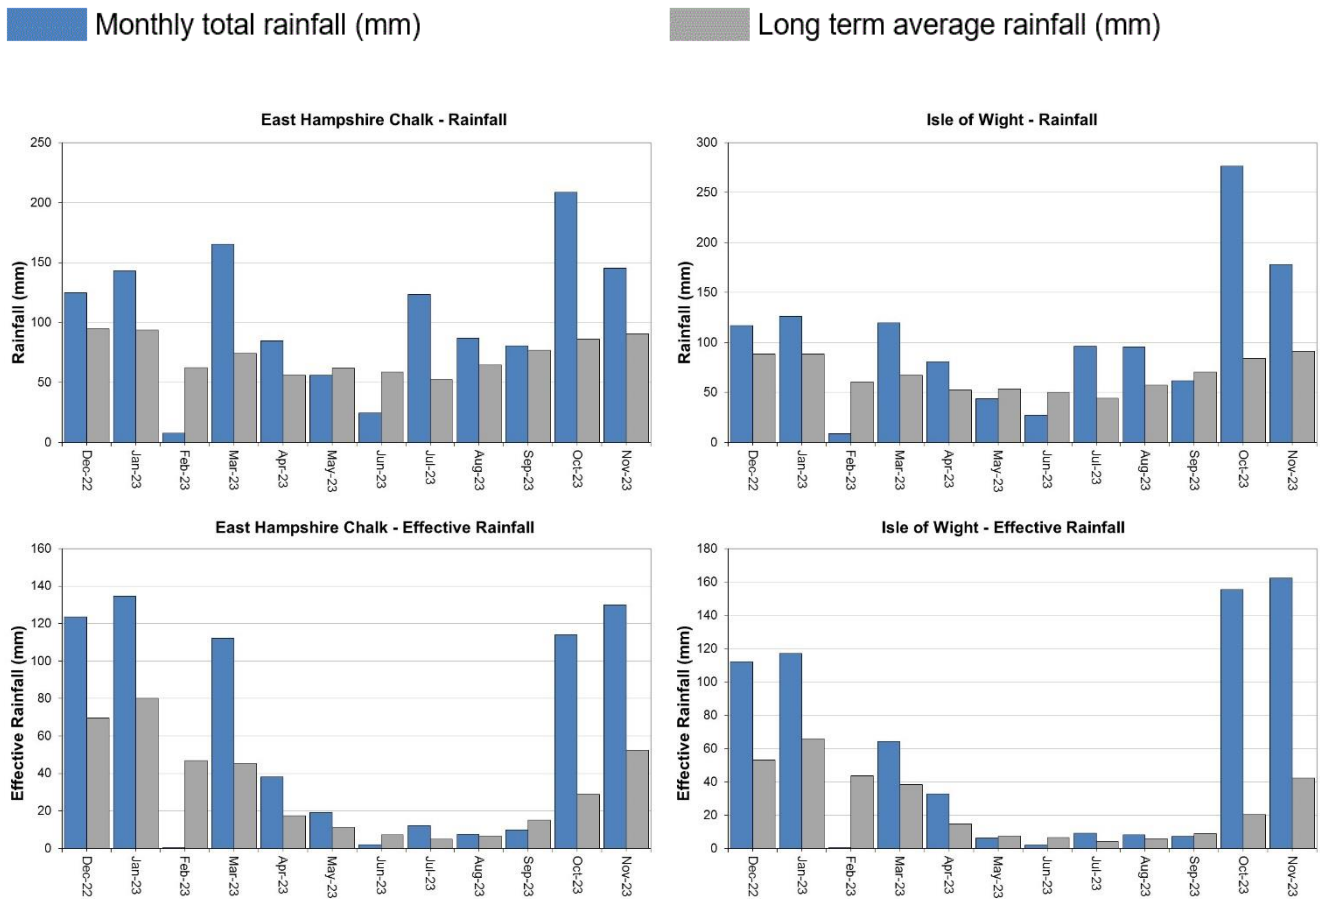 Monthly total rainfall (mm)
Long term average rainfall (mm)
East Hampshire Chalk - Rainfall
Rainfall (mm)
250
200
150
100
50
0
Dec-22
Jan-23
Feb-23
Mar-23
Apr-23
May-23
Jun-23
Jul-23
Aug-23
Sep-23
Oct-23
Nov-23
Isle of Wight - Rainfall
Rainfall (mm)
300
250
200
150
100
50
0
Dec-22
Jan-23
Feb-23
Mar-23
Apr-23
May-23
Jun-23
Jul-23
Aug-23
Sep-23
Oct-23
Nov-23
East Hampshire Chalk - Effective Rainfall
Effective Rainfall (mm)
160
140
120
100
80
60
40
20
0
Dec-22
Jan-23
Feb-23
Mar-23
Apr-23
May-23
Jun-23
Jul-23
Aug-23
Sep-23
Oct-23
Nov-23
Isle of Wight - Effective Rainfall
Effective Rainfall (mm)
180
160
140
120
100
80
60
40
20
0
Dec-22
Jan-23
Feb-23
Mar-23
Apr-23
May-23
Jun-23
Jul-23
Aug-23
Sep-23
Oct-23
Nov-23